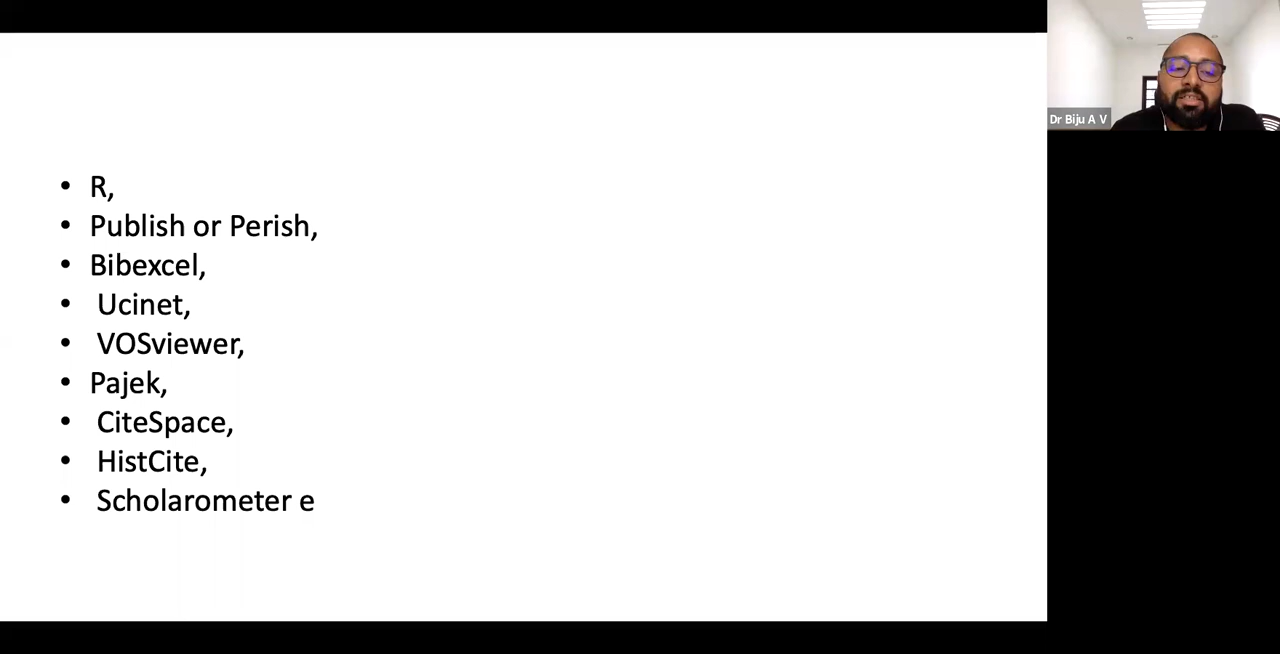 • R,
• Publish or Perish,
• Bibexcel,
• Ucinet,
• VOSviewer,
• Pajek,
• CiteSpace,
• HistCite,
• Scholarometer e
Dr Biju A V